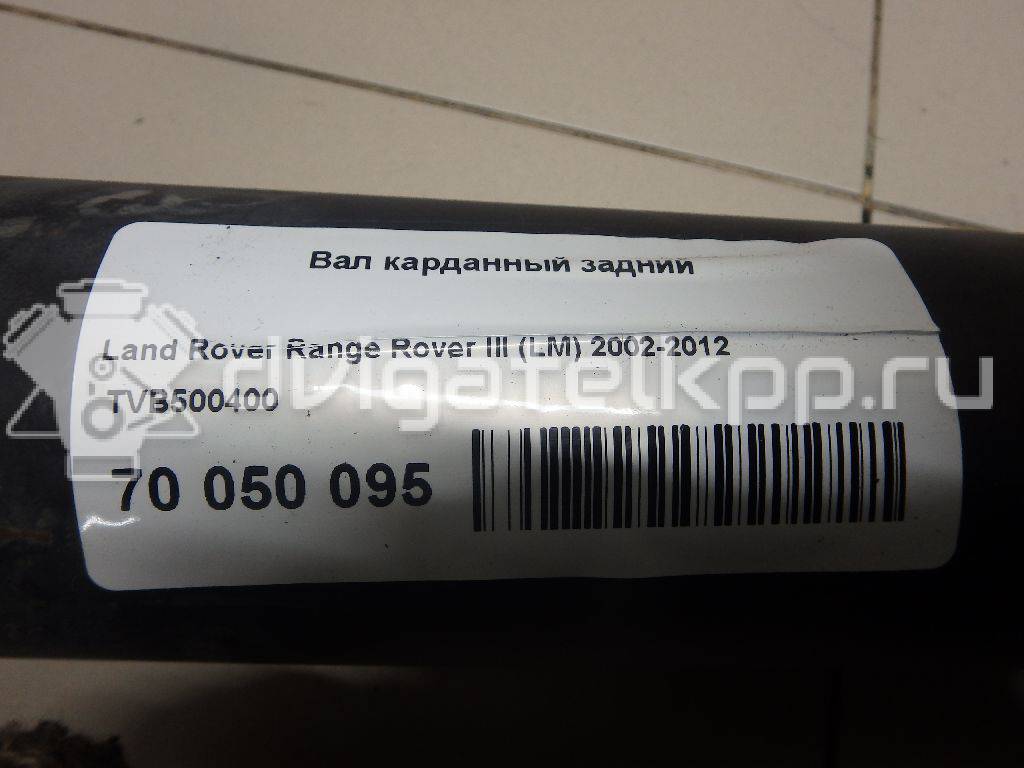 Вал карданный задний
Land Rover Range Rover III (LM) 2002-2012
TVB500400
70 050 095
dvigatelkpp.ru